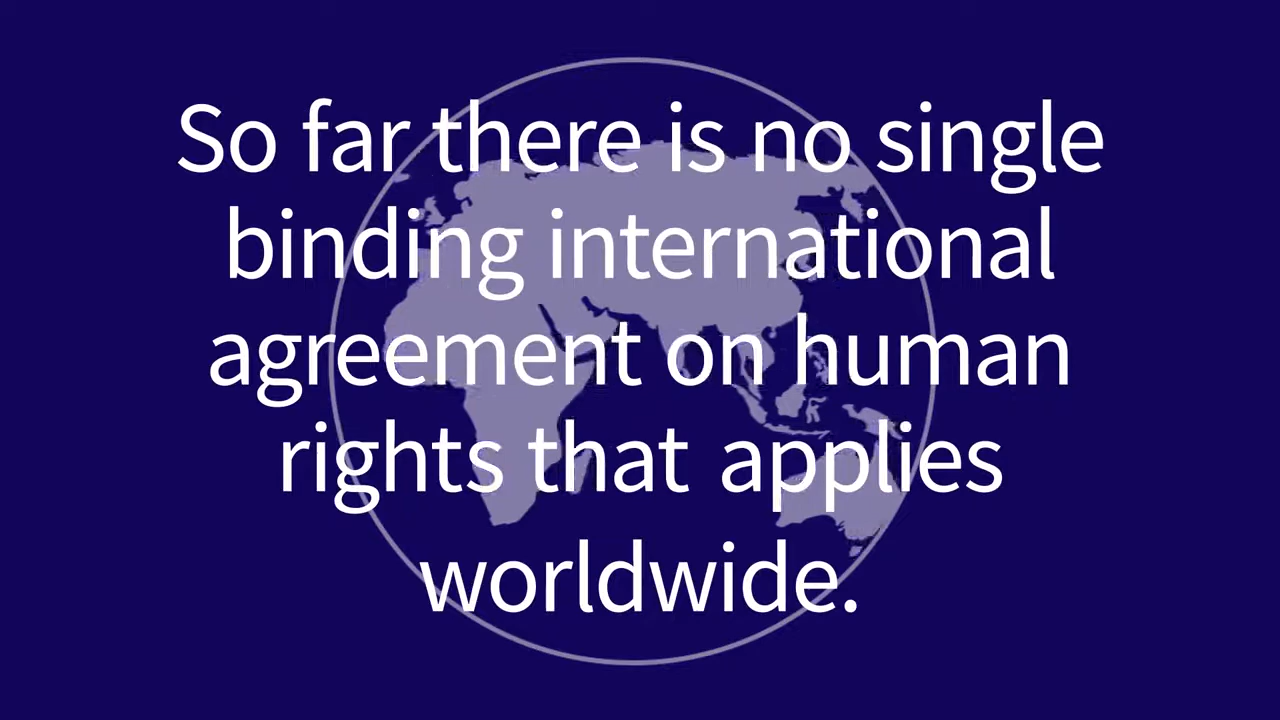 So far there is no single
binding international
agreement on human
rights that applies
worldwide.